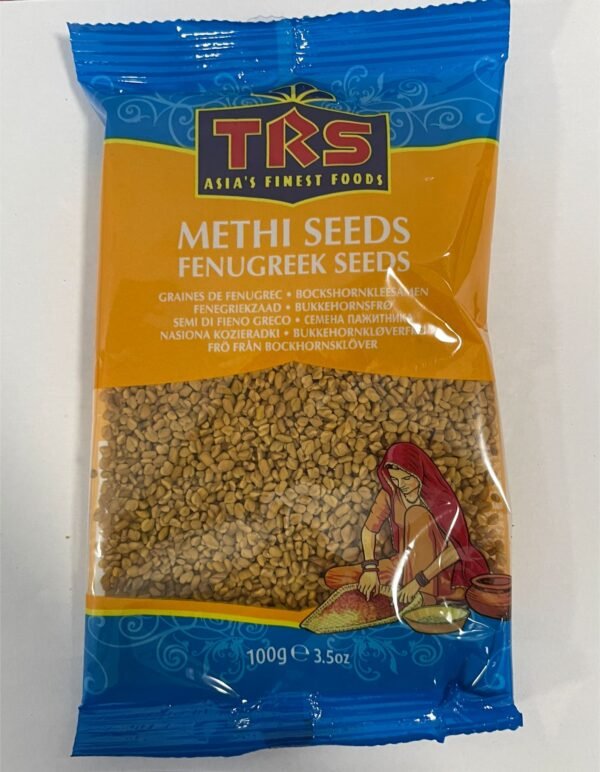 TRS
ASIA'S FINEST FOODS
METHI SEEDS
FENUGREEK SEEDS
GRAINES DE FENUGREC • BOCKSHORNKLEESAMEN
FENEGRIEKZAAD • BUKKEHORNSFRØ
SEMI DI FIENO GRECO • СЕМЕНА ПАЖИТНИКА
NASIONA KOZIERADKI •
FRÖ FRÅN BOCKHORNSKLÖVER
100g ℮ 3.5oz